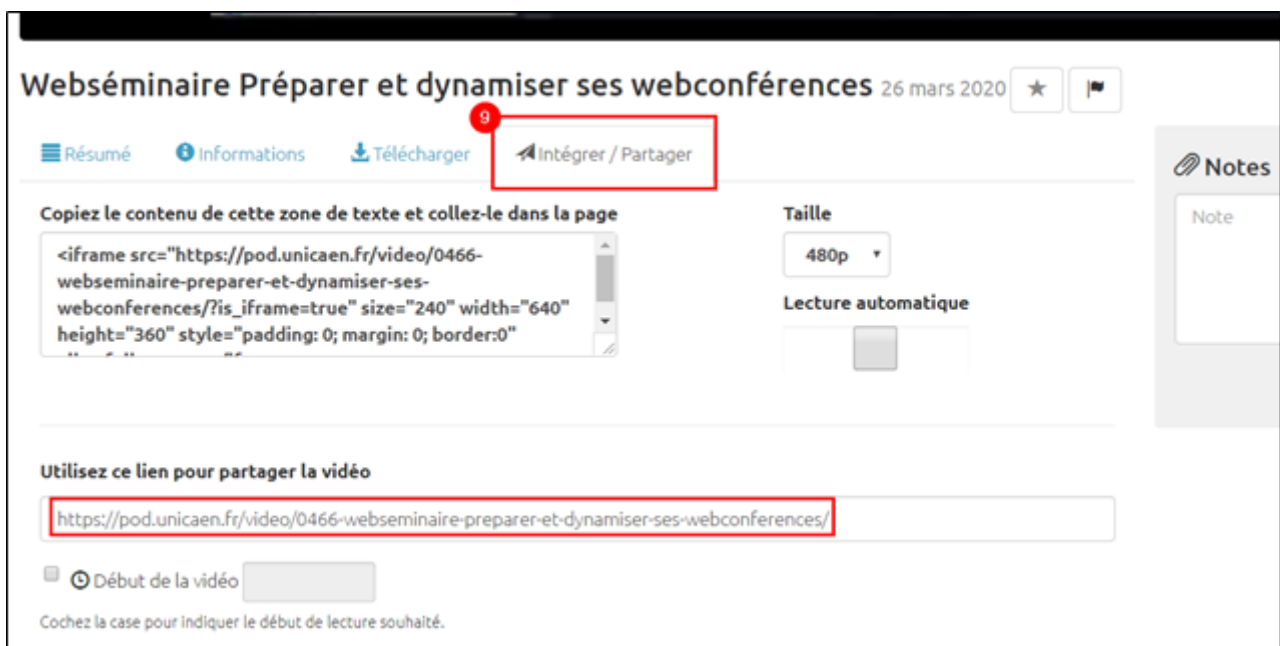 Webséminaire Préparer et dynamiser ses webconférences 26 mars 2020
9
Résumé Informations Télécharger Intégrer / Partager
Notes
Copiez le contenu de cette zone de texte et collez-le dans la page
Taille
Note
<iframe src="https://pod.unicaen.fr/video/0466-
webseminaire-preparer-et-dynamiser-ses-
webconferences/?is_iframe=true" size="240" width="640"
height="360" style="padding: 0; margin: 0; border:0"
480p
Lecture automatique
Utilisez ce lien pour partager la vidéo
https://pod.unicaen.fr/video/0466-webseminaire-preparer-et-dynamiser-ses-webconferences/
Début de la vidéo
Cochez la case pour indiquer le début de lecture souhaité.